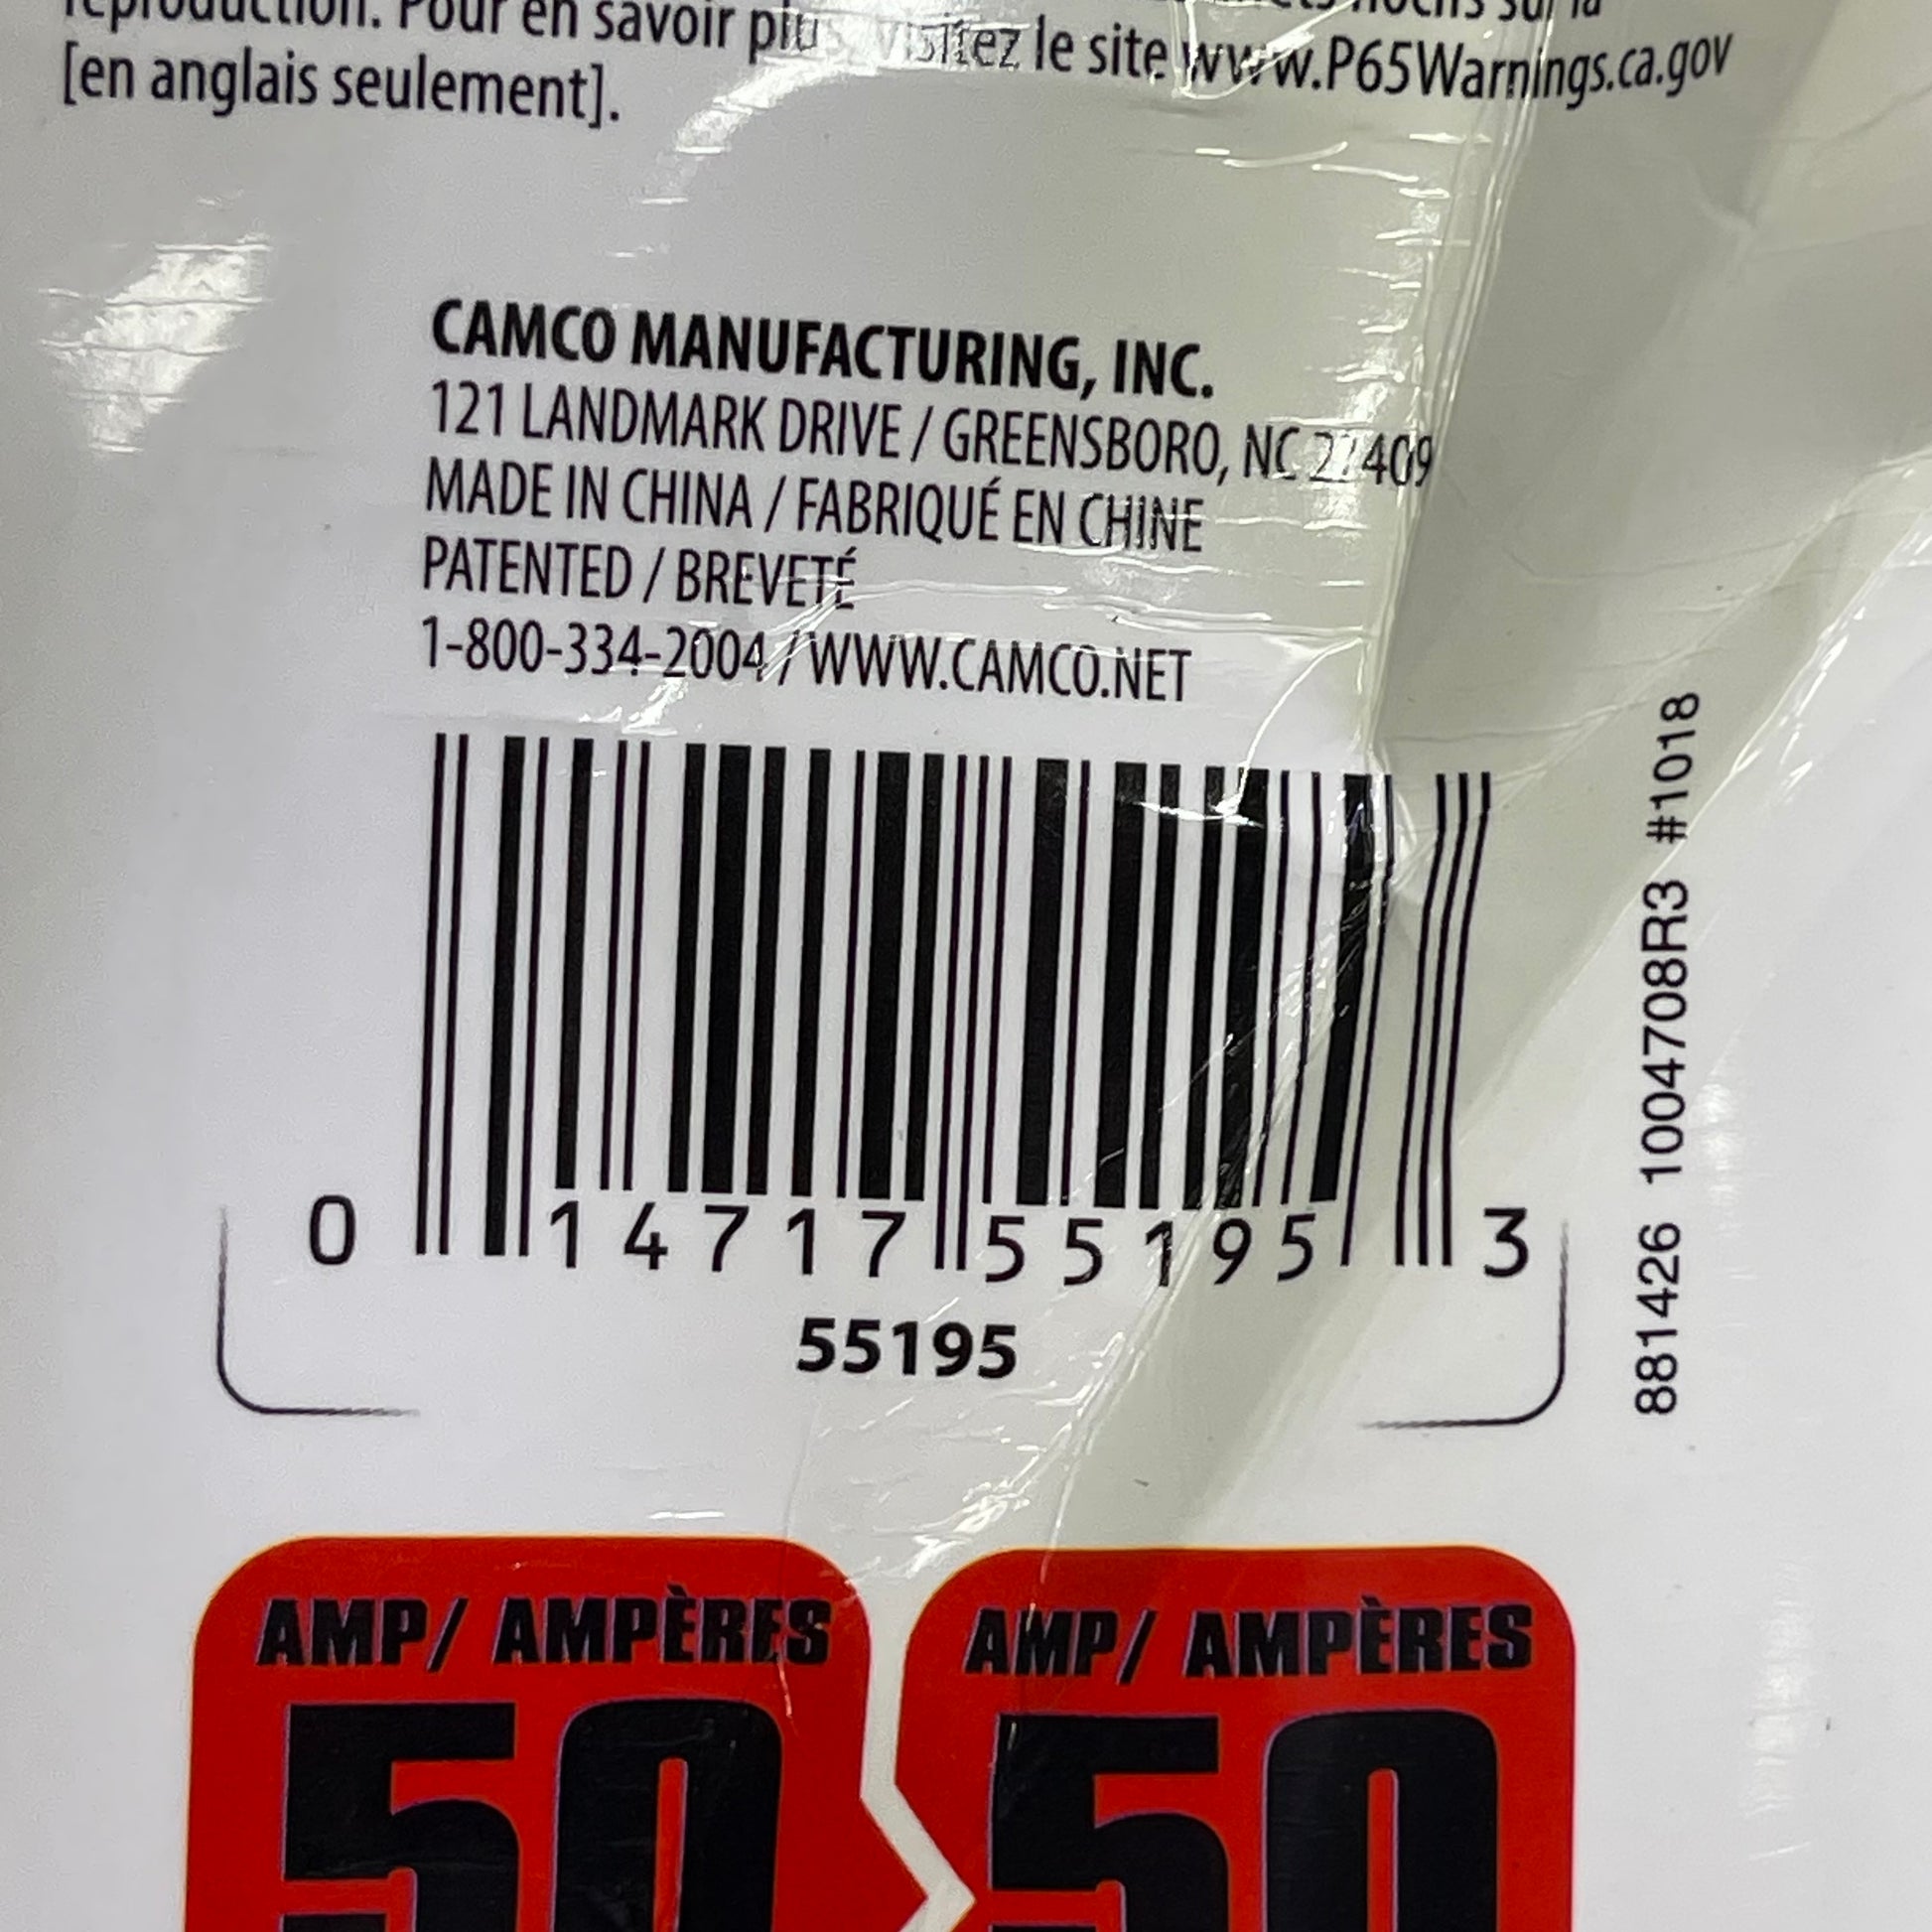 reproduction. Pour en savoir plus, visitez le site www.P65Warnings.ca.gov
[en anglais seulement].
CAMCO MANUFACTURING, INC.
121 LANDMARK DRIVE / GREENSBORO, NC 27409
MADE IN CHINA / FABRIQUÉ EN CHINE
PATENTED / BREVETÉ
1-800-334-2004 / WWW.CAMCO.NET
0 14717 55195 3
55195
881426 1004708R3 #1018
AMP/ AMPÈRES
50
AMP/ AMPÈRES
50